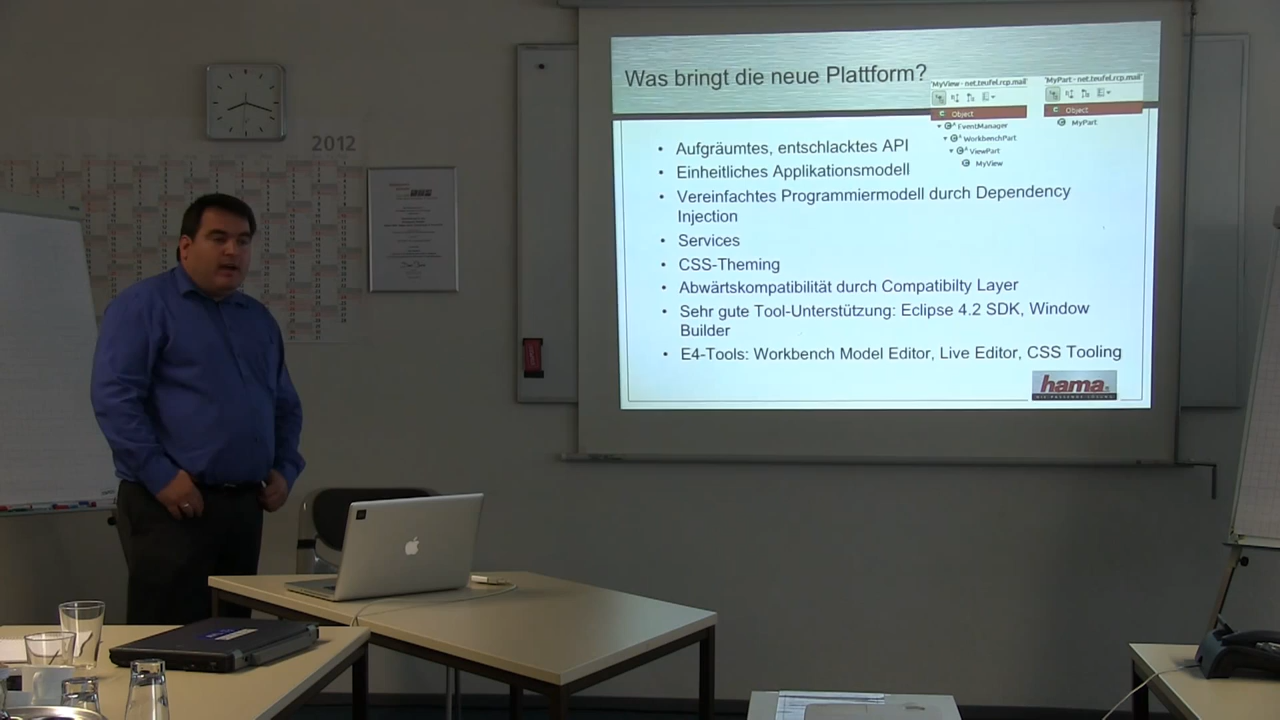 2012
Was bringt die neue Plattform?
'MyView - net.teufel.rcp.mail'
Object
EventManager
WorkbenchPart
ViewPart
MyView
'MyPart - net.teufel.rcp.mail'
Object
MyPart
• Aufgräumtes, entschlacktes API
• Einheitliches Applikationsmodell
• Vereinfachtes Programmiermodell durch Dependency
Injection
• Services
• CSS-Theming
• Abwärtskompatibilität durch Compatibilty Layer
• Sehr gute Tool-Unterstützung: Eclipse 4.2 SDK, Window
Builder
• E4-Tools: Workbench Model Editor, Live Editor, CSS Tooling
hama.
DIE PASSENDE LÖSUNG